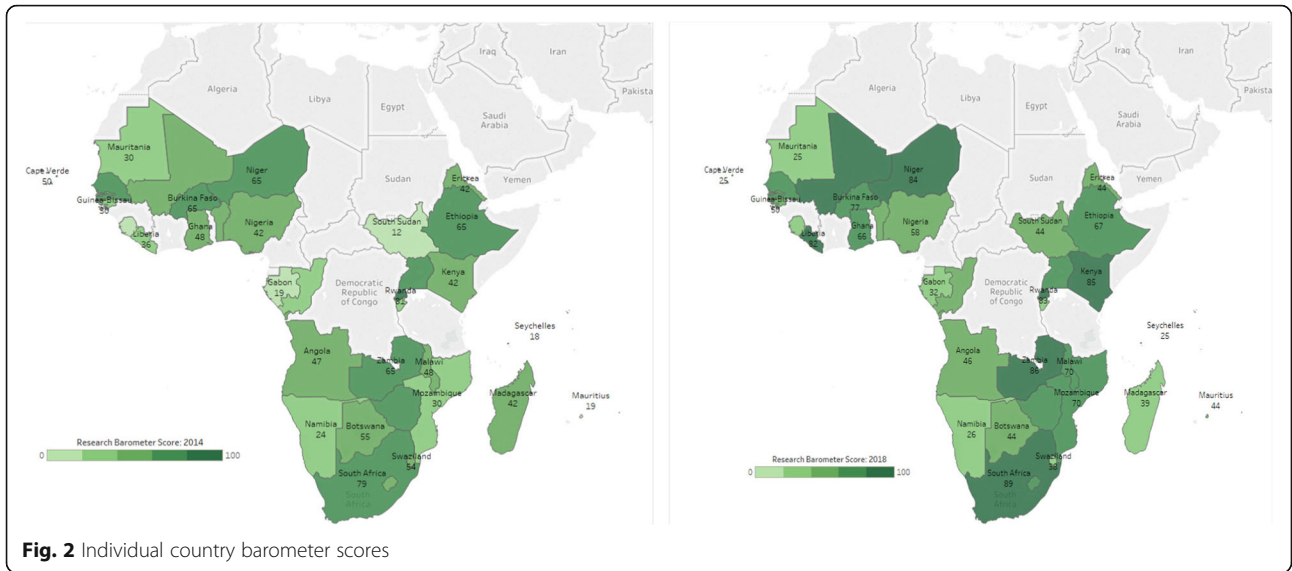 Iraq
Iran
Algeria
Libya
Egypt
Pakista
Saudi
Arabia
Mauritania
30
Cape Verde
50
Niger
65
Sudan
Yemen
Eritrea
42
Guinea-Bissau
Burkina Faso
65
Ethiopia
65
Liberia
36
Ghana
48
Nigeria
42
South Sudan
12
Gabon
19
Democratic
Republic
of Congo
Kenya
42
Rwanda
Seychelles
18
Angola
47
Zambia
65
Malawi
48
Mozambique
30
Madagascar
42
Mauritius
19
Namibia
24
Botswana
55
Swaziland
54
South Africa
79
South
Africa
Research Barometer Score: 2014
0
100
Iraq
Iran
Algeria
Libya
Egypt
Pakista
Saudi
Arabia
Mauritania
25
Cape Verde
25
Niger
84
Sudan
Yemen
Eritrea
44
Guinea-Bissau
50
Burkina Faso
77
Ethiopia
67
Liberia
Ghana
66
Nigeria
58
South Sudan
44
Gabon
32
Democratic
Republic
of Congo
Kenya
85
Rwanda
Seychelles
25
Angola
46
Zambia
86
Malawi
70
Mozambique
70
Madagascar
39
Mauritius
44
Namibia
26
Botswana
44
Swaziland
South Africa
89
South
Africa
Research Barometer Score: 2018
0
100
Fig. 2 Individual country barometer scores